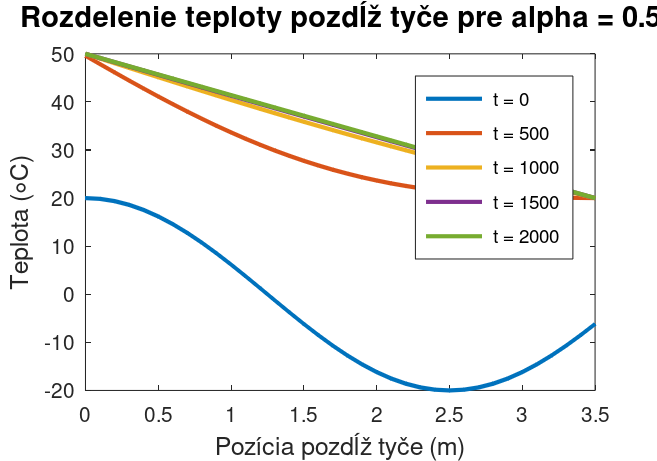 Rozdelenie teploty pozdĺž tyče pre alpha = 0.5
50
40
30
20
10
0
-10
-20
Teplota (∘C)
t = 0
t = 500
t = 1000
t = 1500
t = 2000
0
0.5
1
1.5
2
2.5
3
3.5
Pozícia pozdĺž tyče (m)